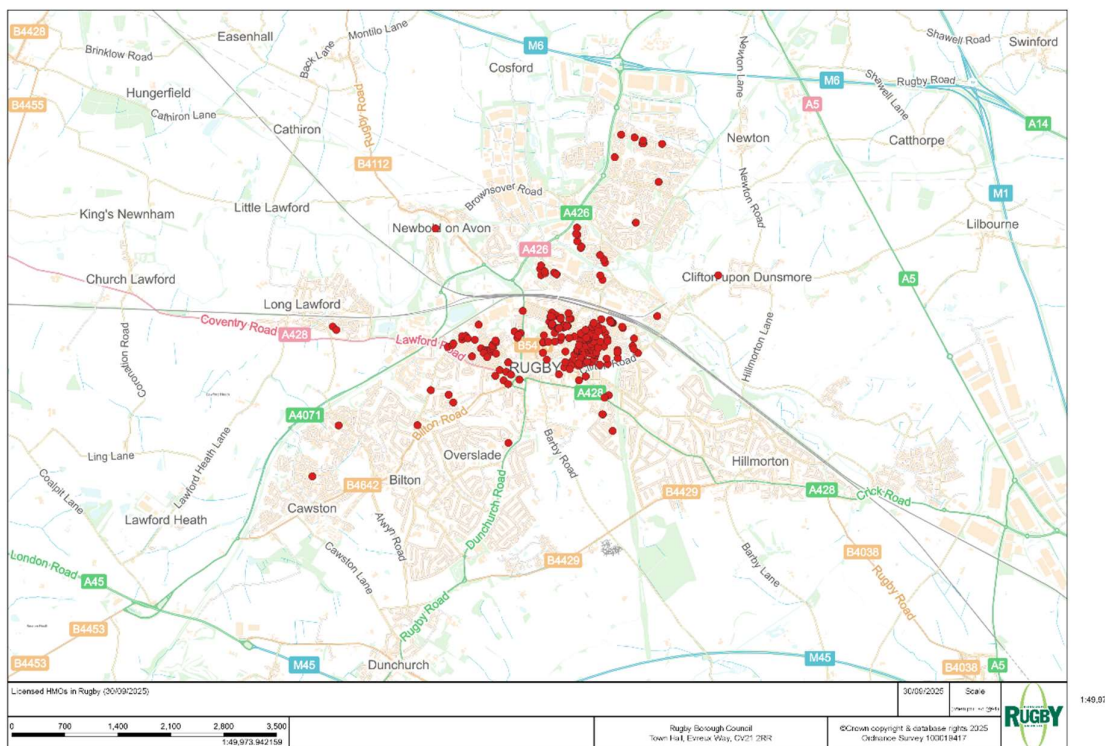 B4428
Easenhall
Montilo Lane
M6
Shawell Road
Swinford
Brinklow Road
Back Lane
Cosford
Newton Lane
M6
Rugby Road
Hungerfield
Rugby Road
Shawell Lane
B4455
A5
Cathiron Lane
A14
Cathiron
Newton
Catthorpe
B4112
Brownsover Road
M1
Newton Road
King's Newnham
Little Lawford
A426
Lilbourne
Newbold on Avon
A426
Church Lawford
Clifton upon Dunsmore
A5
Long Lawford
Coventry Road
A428
Lawford Road
Coronation Road
Hillmorton Lane
RUGBY
Clifton Road
A428
A4071
Bilton Road
Ling Lane
Lawford Heath Lane
Overslade
Barby Road
Hillmorton
Coalpit Lane
B4642
Bilton
B4429
A428
Crick Road
Cawston
Dunchurch Road
Lawford Heath
Alwyn Road
London Road
Cawston Lane
B4429
Barby Lane
B4038
A45
Rugby Road
Rugby Road
B4453
B4453
M45
Dunchurch
M45
B4038
A5
Licensed HMOs in Rugby (30/09/2025)
30/09/2025
Scale
0 700 1,400 2,100 2,800 3,500
1:49,973.942159
Rugby Borough Council
Town Hall, Evreux Way, CV21 2RR
©Crown copyright & database rights 2025
Ordnance Survey 100019417
RUGBY
1:49,97